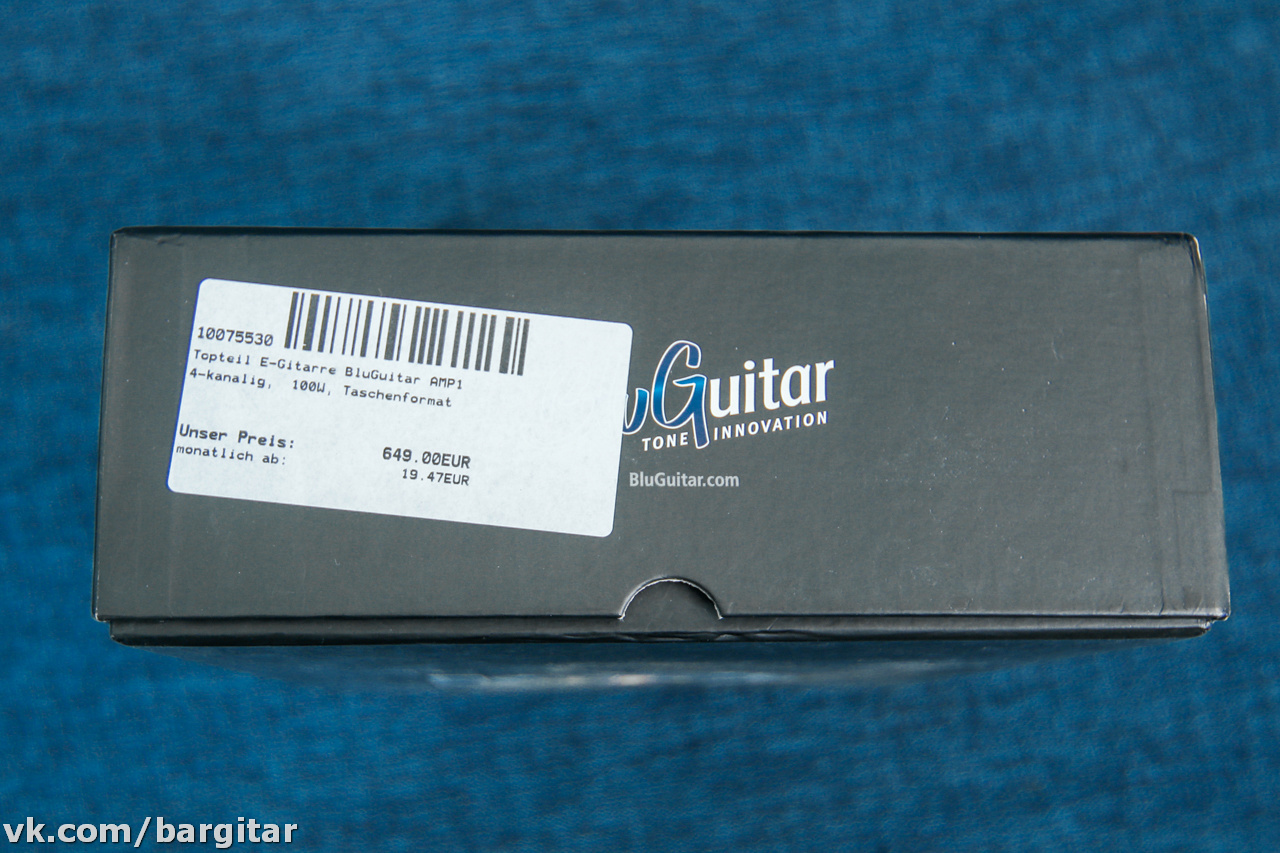 10075530
Topteil E-Gitarre BluGuitar AMP1
4-kanalig, 100W, Taschenformat
Unser Preis: 649.00EUR
monatlich ab: 19.47EUR
uGuitar
TONE INNOVATION
BluGuitar.com
vk.com/bargitar